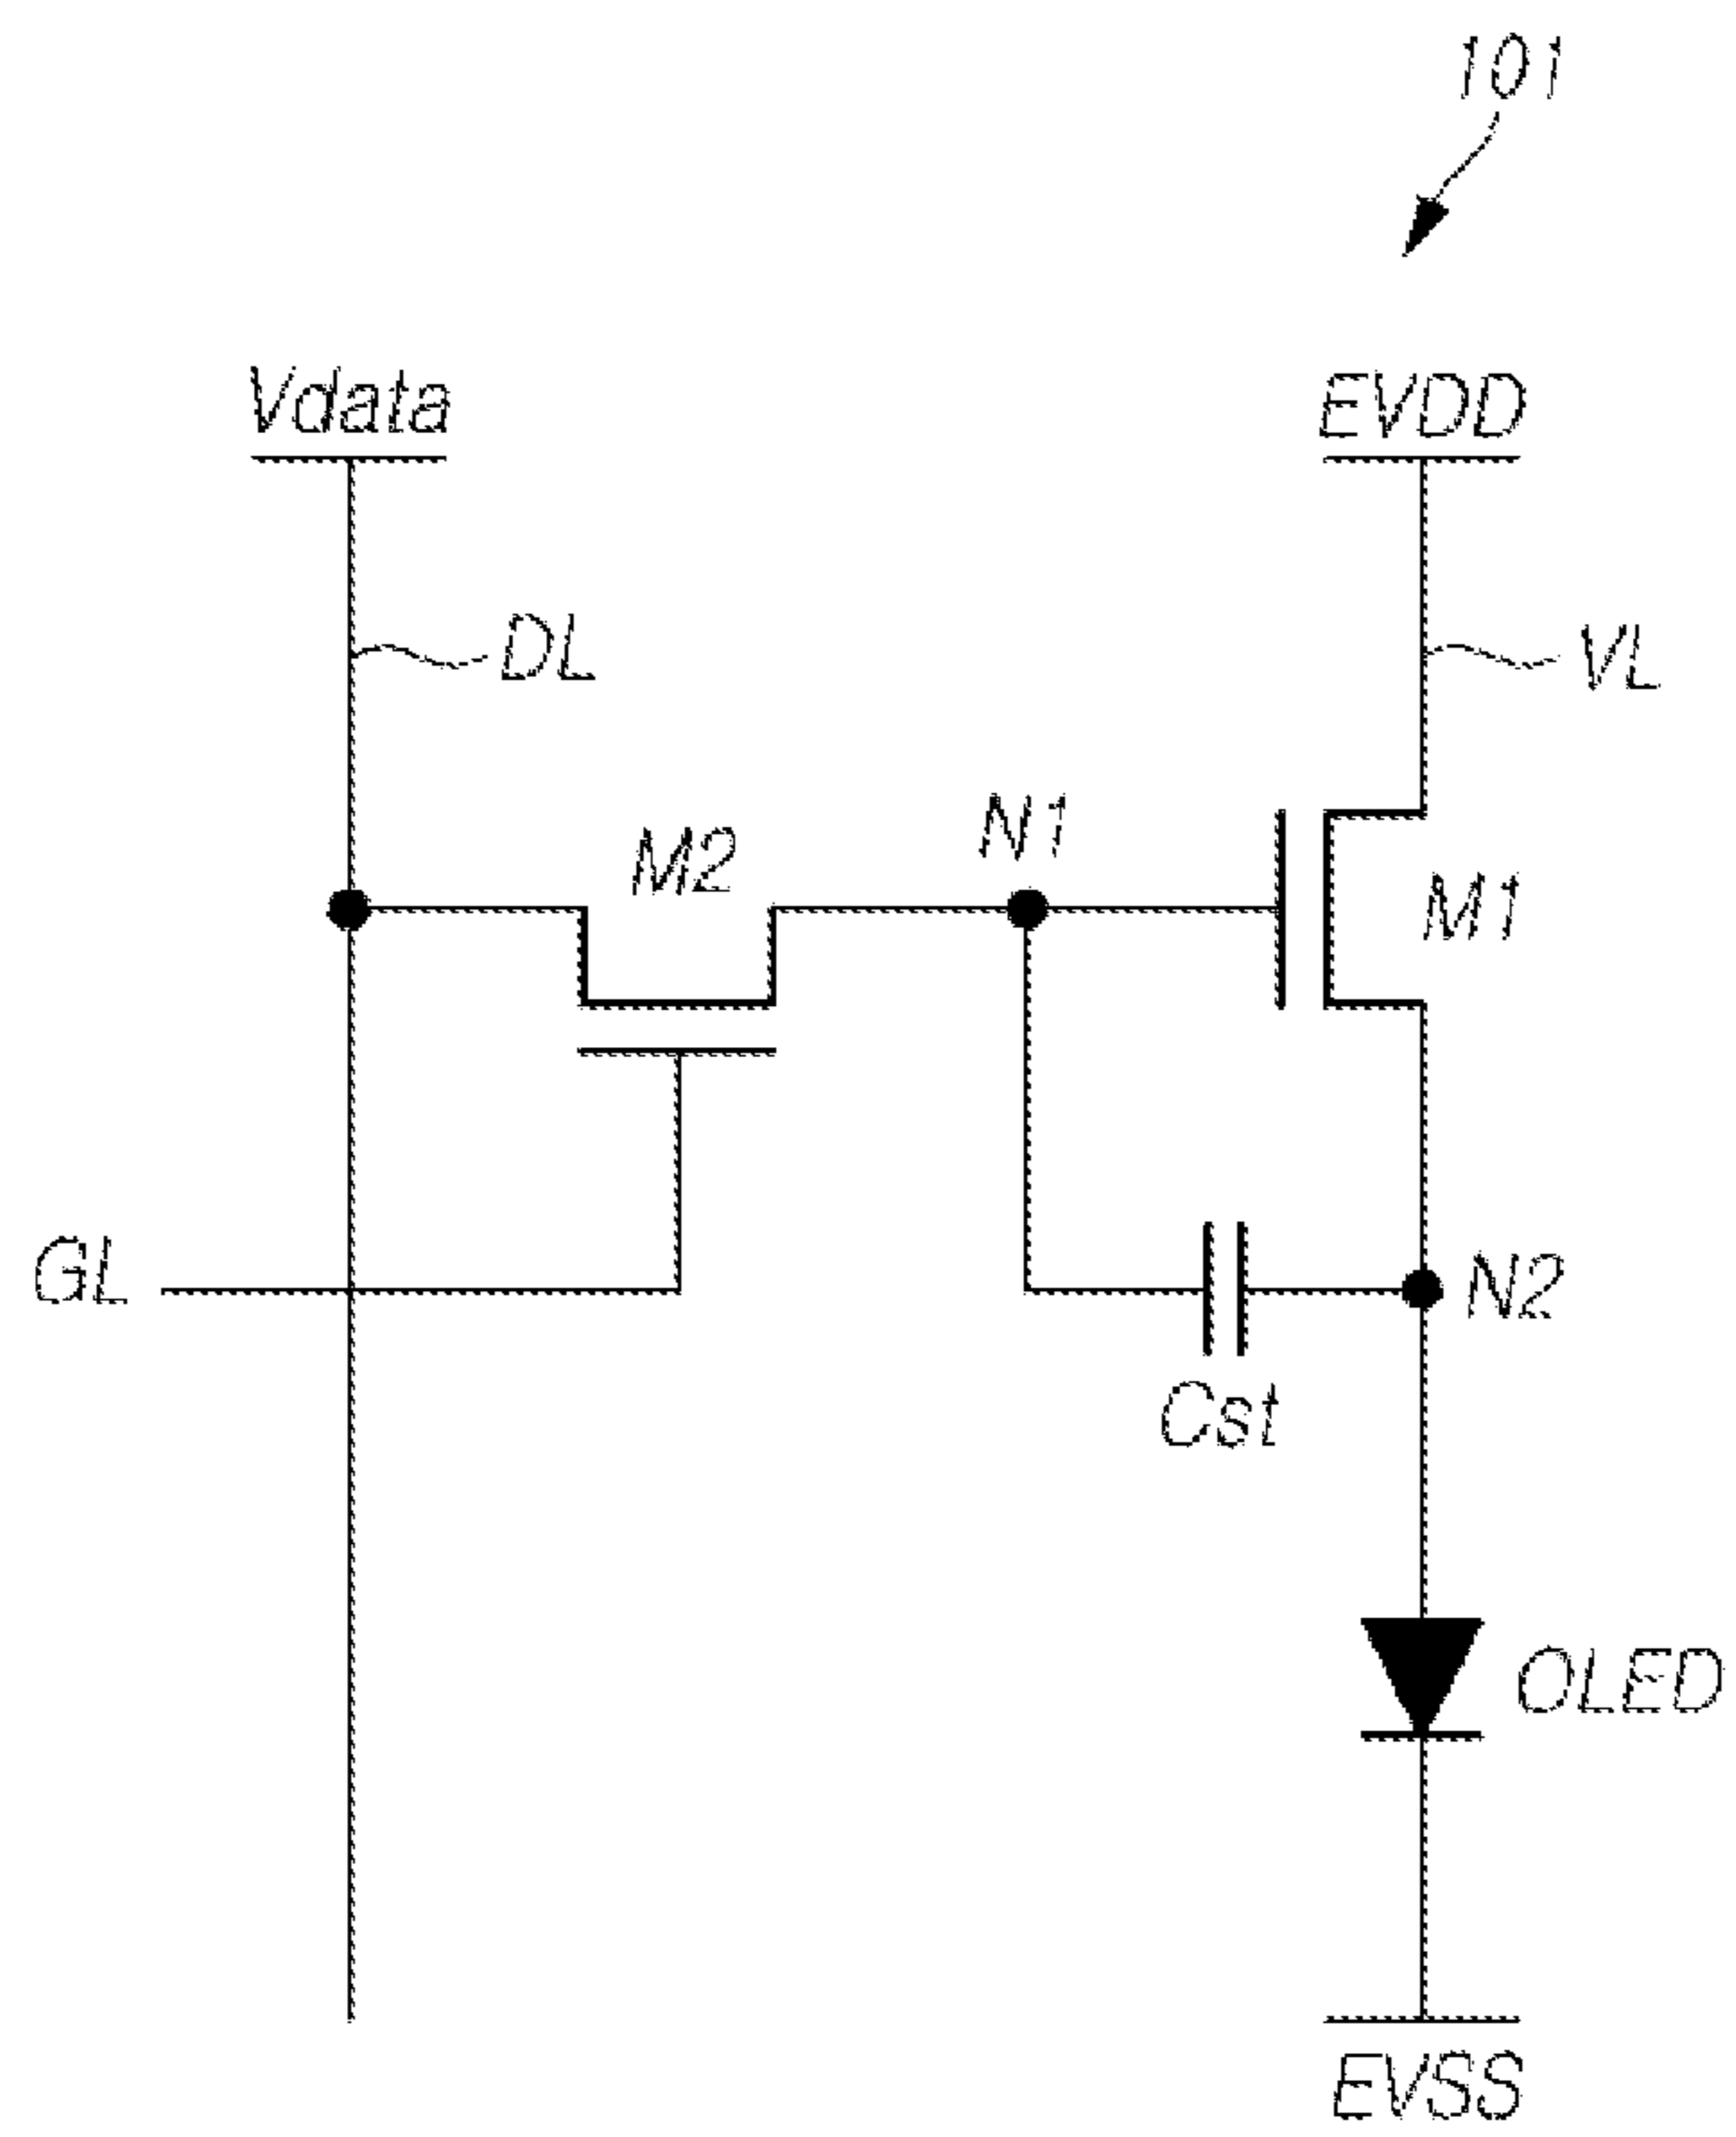 101
Vdata
EVDD
DL
VL
M2
N1
M1
GL
N2
Cst
OLED
EVSS